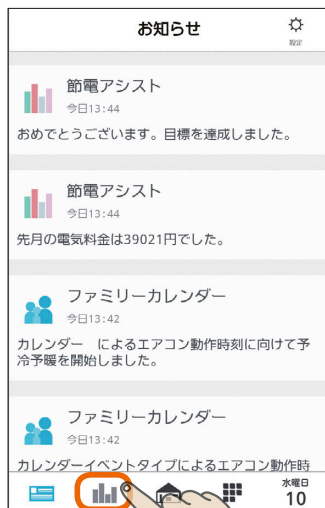 お知らせ
設定
節電アシスト
今日13:44
おめでとうございます。目標を達成しました。
節電アシスト
今日13:44
先月の電気料金は39021円でした。
ファミリーカレンダー
今日13:42
カレンダー　によるエアコン動作時刻に向けて予
冷予暖を開始しました。
ファミリーカレンダー
今日13:42
カレンダーイベントタイプによるエアコン動作時
水曜日
10